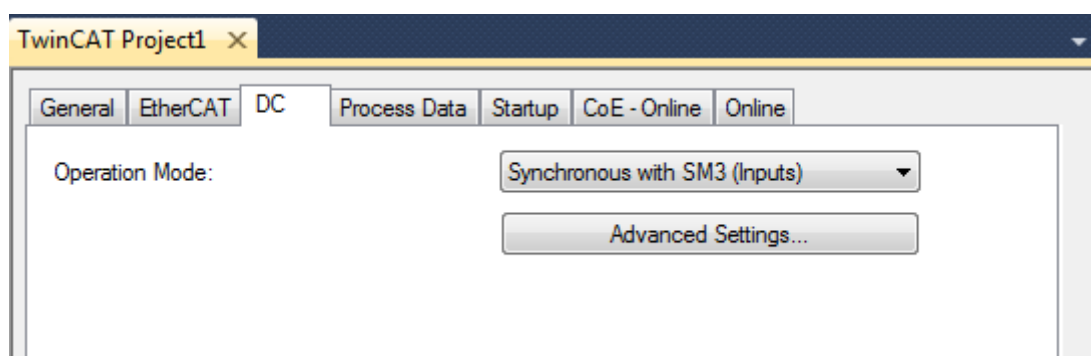 TwinCAT Project1
General EtherCAT DC Process Data Startup CoE - Online Online
Operation Mode: Synchronous with SM3 (Inputs)
Advanced Settings...